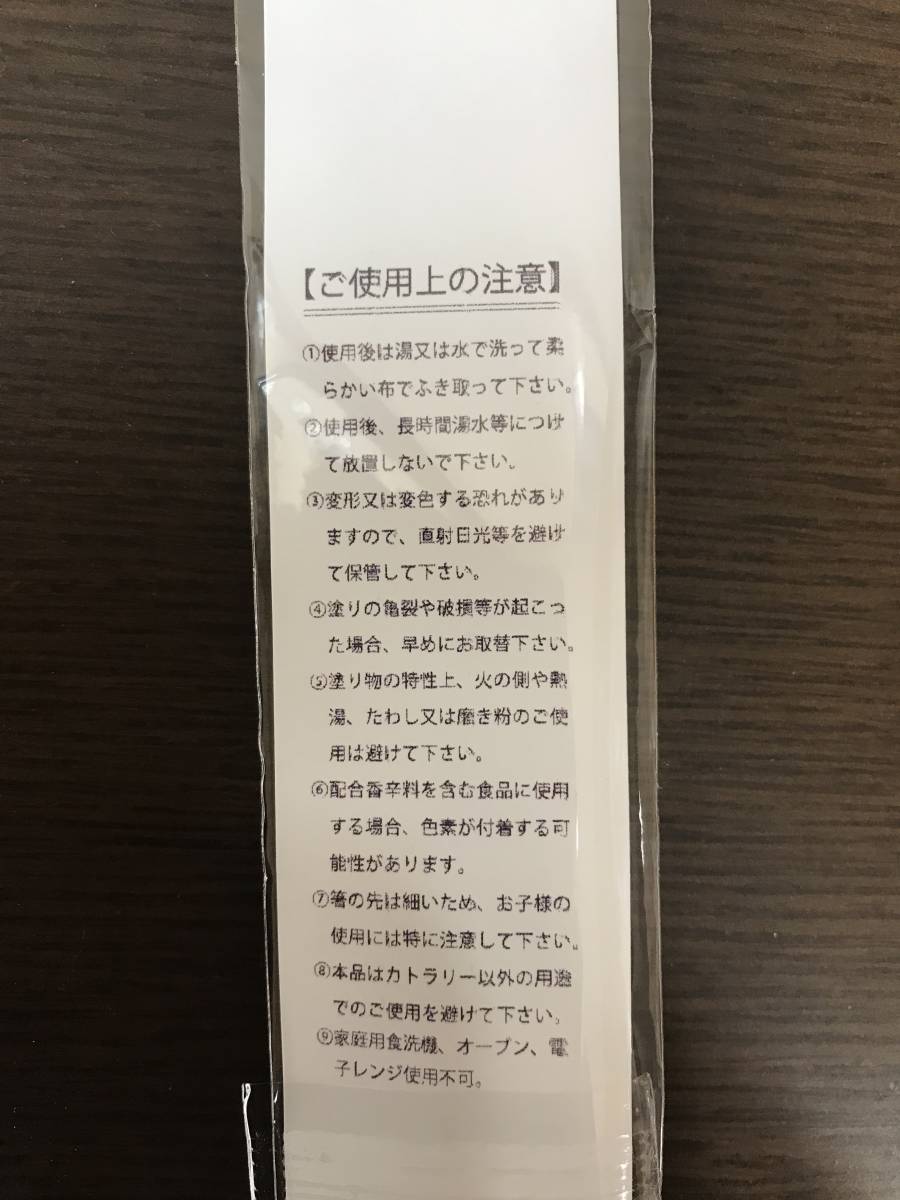 【ご使用上の注意】
①使用後は湯又は水で洗って柔
らかい布でふき取って下さい。
②使用後、長時間湯水等につけ
て放置しないで下さい。
③変形又は変色する恐れがあり
ますので、直射日光等を避け
て保管して下さい。
④塗りの亀裂や破損等が起こっ
た場合、早めにお取替下さい。
⑤塗り物の特性上、火の側や熱
湯、たわし又は磨き粉のご使
用は避けて下さい。
⑥配合香辛料を含む食品に使用
する場合、色素が付着する可
能性があります。
⑦箸の先は細いため、お子様の
使用には特に注意して下さい。
⑧本品はカトラリー以外の用途
でのご使用を避けて下さい。
⑨家庭用食洗機、オーブン、電
子レンジ使用不可。